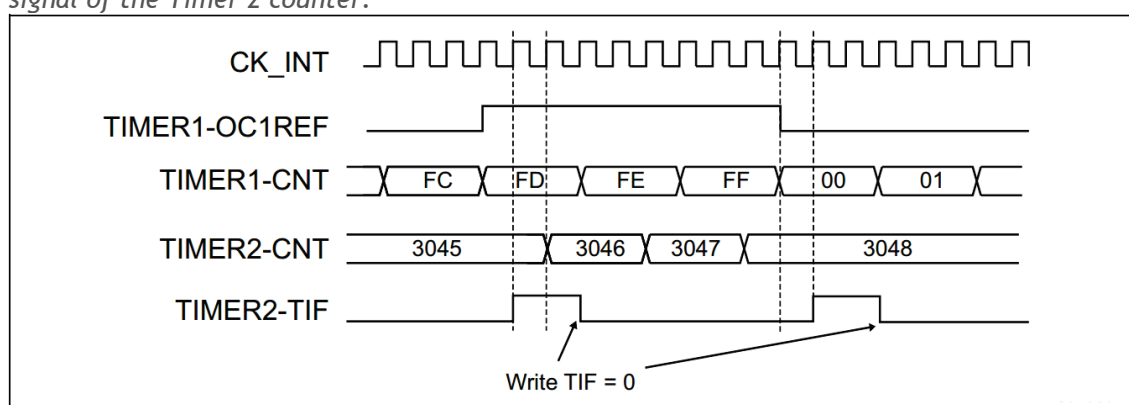 signal of the Timer 2 counter.
CK_INT
TIMER1-OC1REF
TIMER1-CNT FC FD FE FF 00 01
TIMER2-CNT 3045 3046 3047 3048
TIMER2-TIF
Write TIF = 0